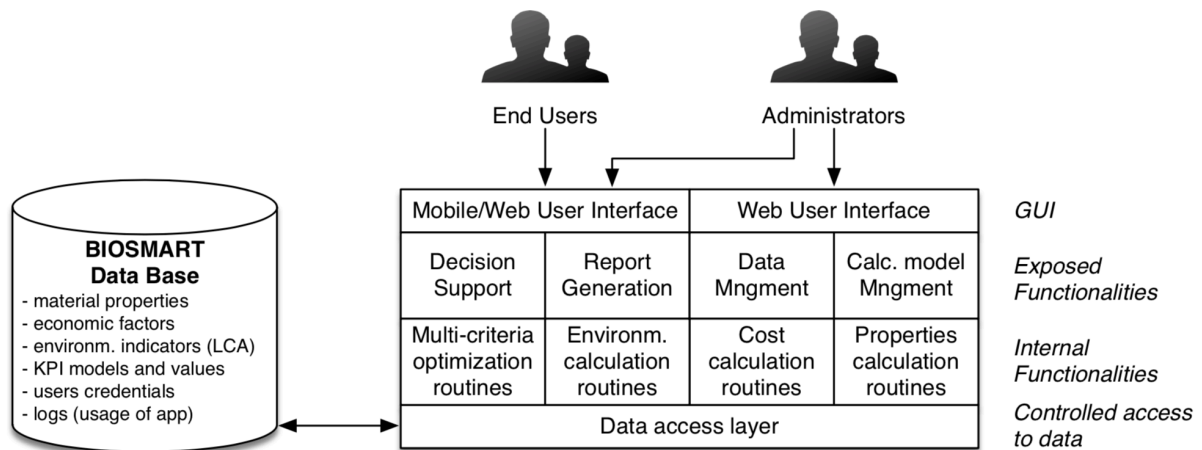 End Users
Administrators
BIOSMART
Data Base
- material properties
- economic factors
- environm. indicators (LCA)
- KPI models and values
- users credentials
- logs (usage of app)
Mobile/Web User Interface
Web User Interface
GUI
Decision
Support
Report
Generation
Data
Mngment
Calc. model
Mngment
Exposed
Functionalities
Multi-criteria
optimization
routines
Environm.
calculation
routines
Cost
calculation
routines
Properties
calculation
routines
Internal
Functionalities
Data access layer
Controlled access
to data